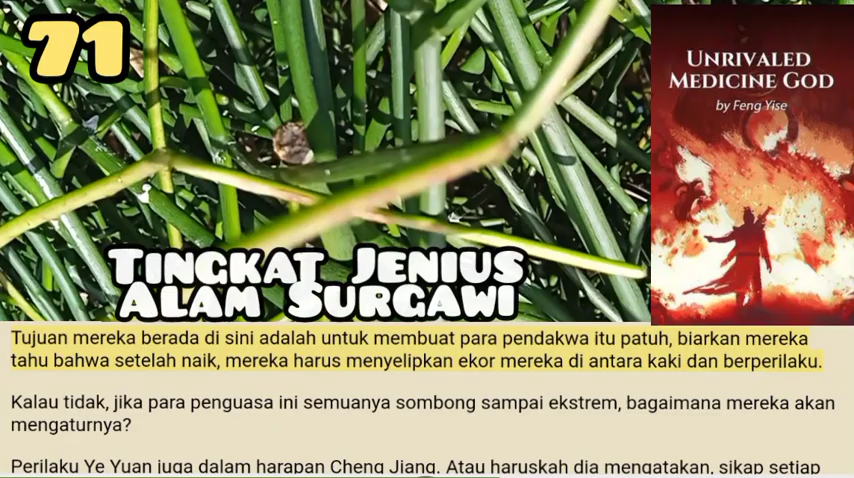 71
UNRIVALED
MEDICINE GOD
by Feng Yise
TINGKAT JENIUS
ALAM SURGAWI
Tujuan mereka berada di sini adalah untuk membuat para pendakwa itu patuh, biarkan mereka
tahu bahwa setelah naik, mereka harus menyelipkan ekor mereka di antara kaki dan berperilaku.
Kalau tidak, jika para penguasa ini semuanya sombong sampai ekstrem, bagaimana mereka akan
mengaturnya?
Perilaku Ye Yuan juga dalam harapan Cheng Jiang. Atau haruskah dia mengatakan, sikap setiap